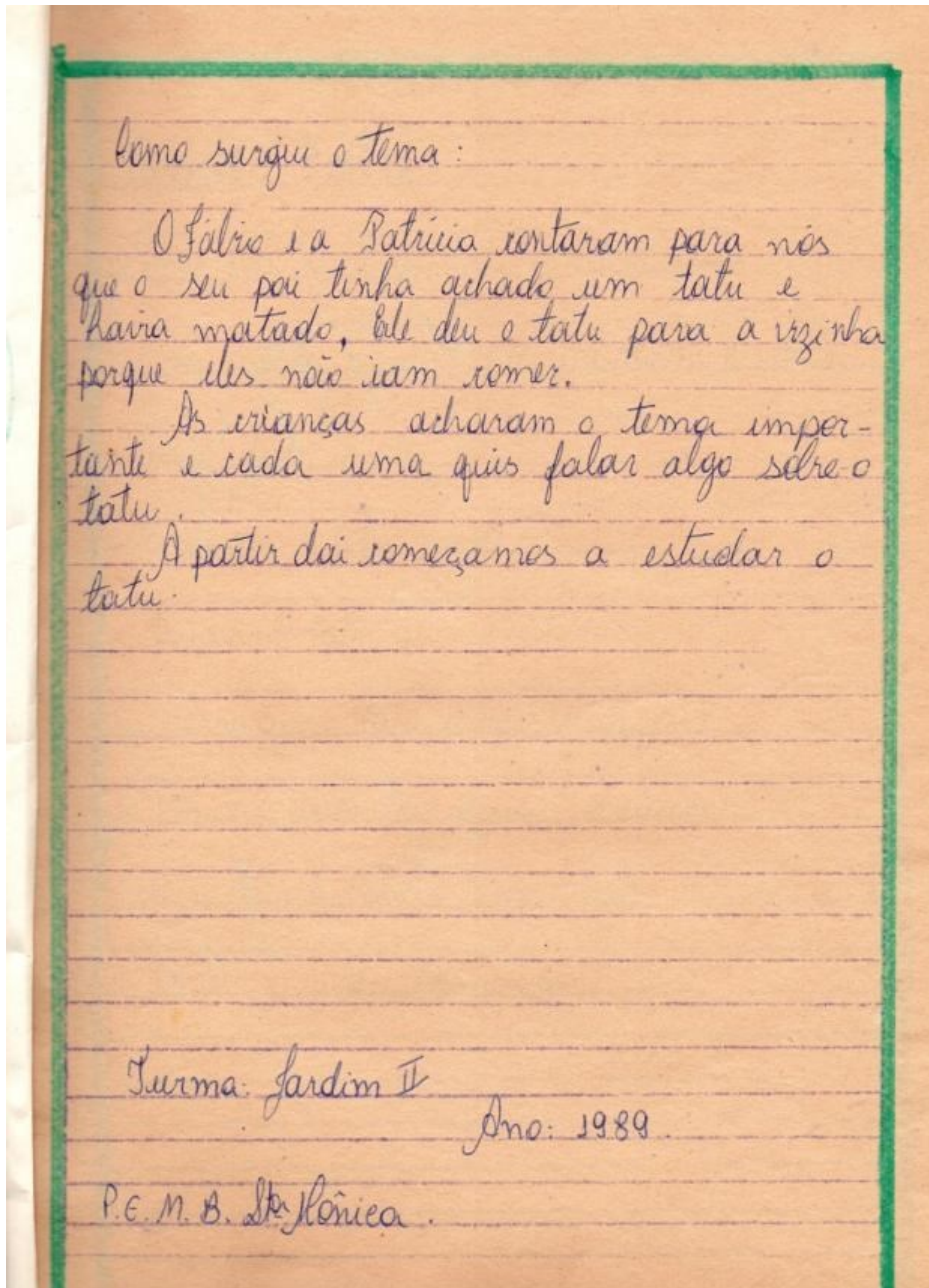 Como surgiu o tema:
O Fábio e a Patrícia contaram para nós
que o seu pai tinha achado um tatu e
havia matado. Ele deu o tatu para a vizinha
porque eles não iam comer.
As crianças acharam o tema impor-
tante e cada uma quis falar algo sobre o
tatu.
A partir dai começamos a estudar o
tatu.
Turma: Jardim II
Ano: 1989.
P.E.M.B. Sta Mônica.